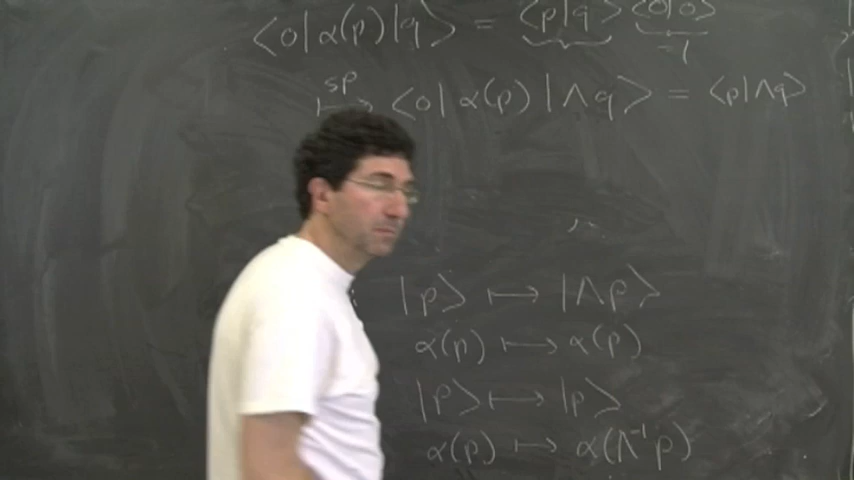 ⟨0|α(p)|q⟩ = ⟨p|q⟩ ⟨0|0⟩
=1
SP
↦ ⟨0|α(p)|Λq⟩ = ⟨p|Λq⟩
|p⟩ ↦ |Λp⟩
α(p) ↦ α(p)
|p⟩ ↦ |p⟩
α(p) ↦ α(Λ⁻¹p)